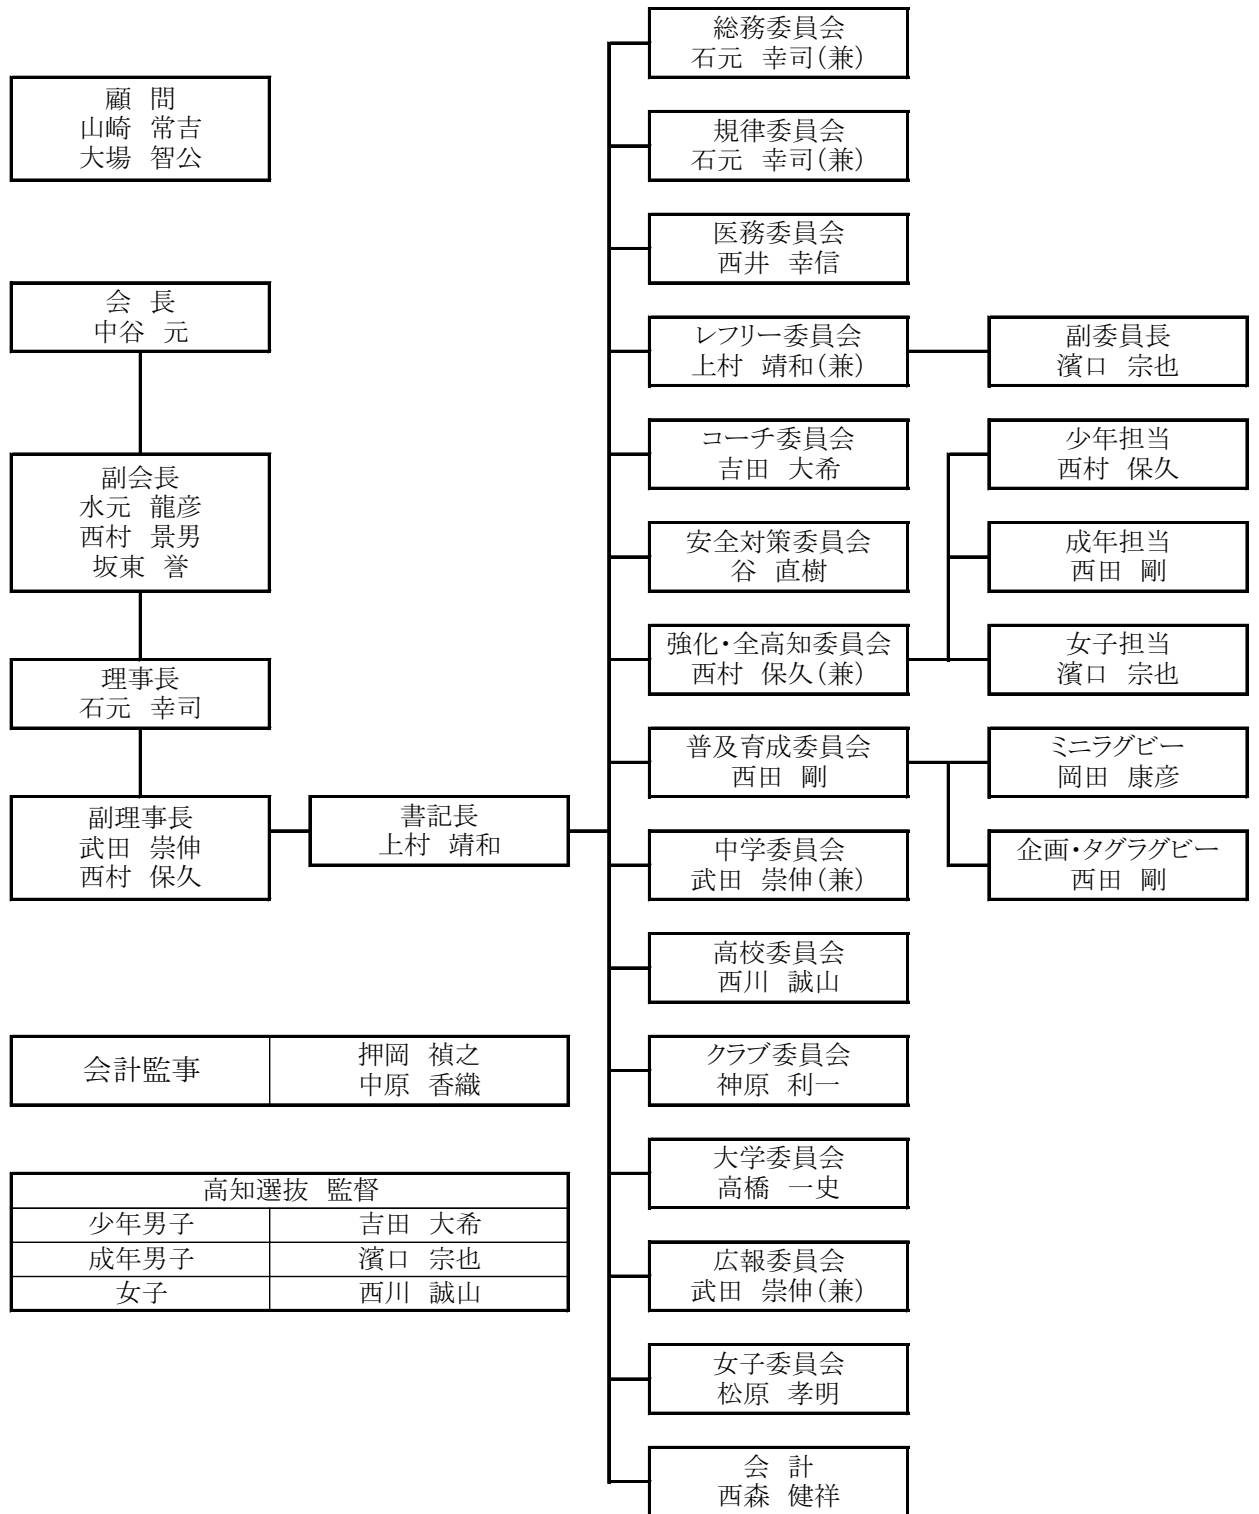 顧　問
山崎　常吉
大場　智公
会　長
中谷　元
副会長
水元　龍彦
西村　景男
坂東　誉
理事長
石元　幸司
副理事長
武田　崇伸
西村　保久
書記長
上村　靖和
総務委員会
石元　幸司（兼）
規律委員会
石元　幸司（兼）
医務委員会
西井　幸信
レフリー委員会
上村　靖和（兼）
副委員長
濱口　宗也
コーチ委員会
吉田　大希
安全対策委員会
谷　直樹
強化・全高知委員会
西村　保久（兼）
少年担当
西村　保久
成年担当
西田　剛
女子担当
濱口　宗也
普及育成委員会
西田　剛
ミニラグビー
岡田　康彦
企画・タグラグビー
西田　剛
中学委員会
武田　崇伸（兼）
高校委員会
西川　誠山
クラブ委員会
神原　利一
大学委員会
高橋　一史
広報委員会
武田　崇伸（兼）
女子委員会
松原　孝明
会　計
西森　健祥
会計監事
押岡　禎之
中原　香織
高知選抜　監督
少年男子　吉田　大希
成年男子　濱口　宗也
女子　西川　誠山